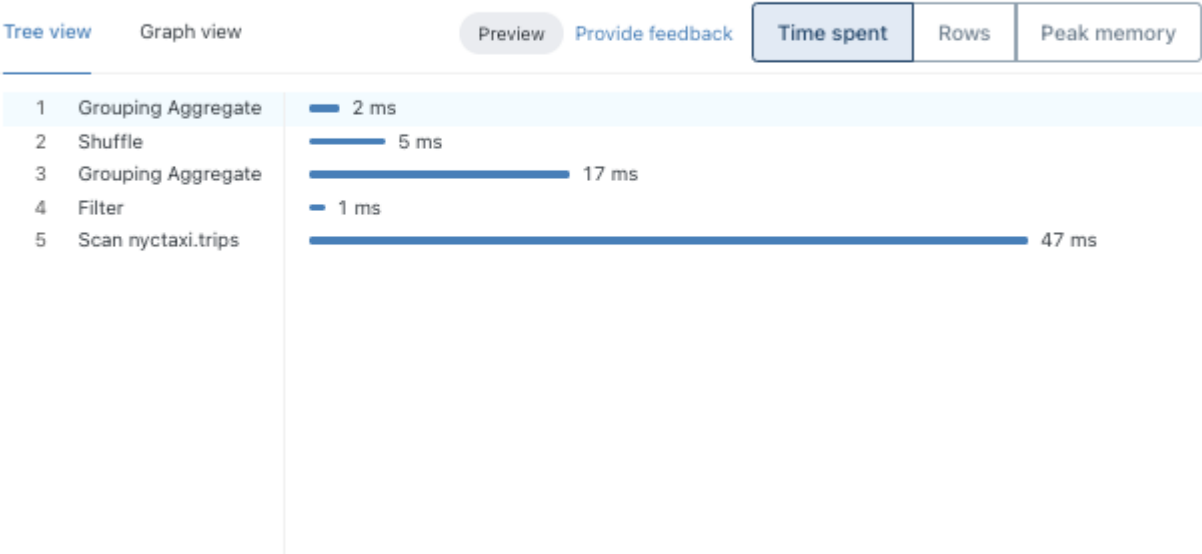 Tree view Graph view Preview Provide feedback Time spent Rows Peak memory
1 Grouping Aggregate 2 ms
2 Shuffle 5 ms
3 Grouping Aggregate 17 ms
4 Filter 1 ms
5 Scan nyctaxi.trips 47 ms